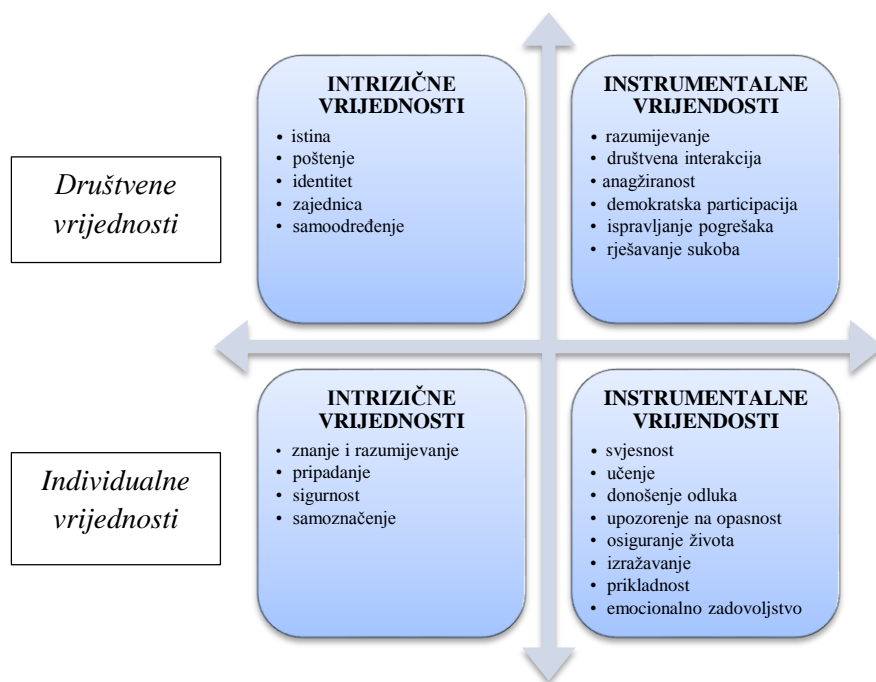 Društvene
vrijednosti
INTRIZIČNE
VRIJEDNOSTI
• istina
• poštenje
• identitet
• zajednica
• samoodređenje
INSTRUMENTALNE
VRIJENDOSTI
• razumijevanje
• društvena interakcija
• anagžiranost
• demokratska participacija
• ispravljanje pogrešaka
• rješavanje sukoba
Individualne
vrijednosti
INTRIZIČNE
VRIJEDNOSTI
• znanje i razumijevanje
• pripadanje
• sigurnost
• samoznačenje
INSTRUMENTALNE
VRIJENDOSTI
• svjesnost
• učenje
• donošenje odluka
• upozorenje na opasnost
• osiguranje života
• izražavanje
• prikladnost
• emocionalno zadovoljstvo